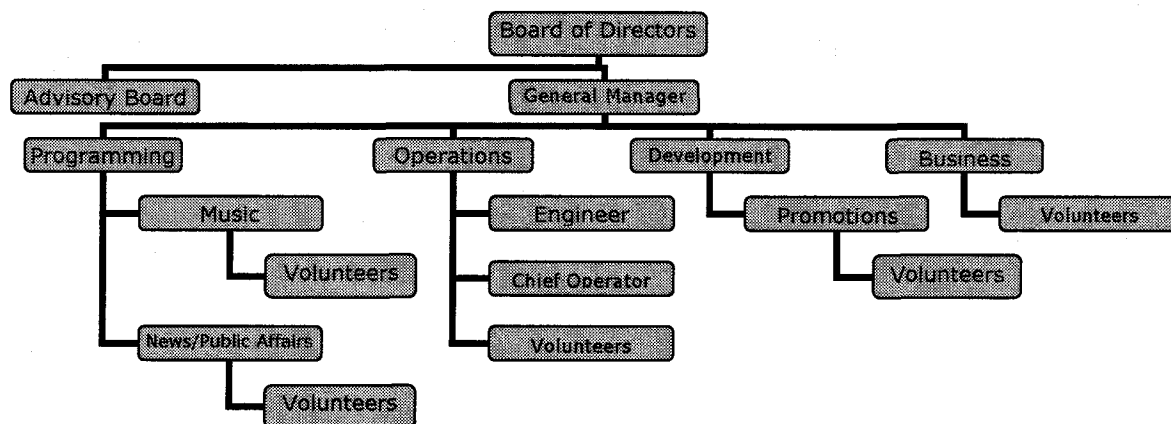 Board of Directors
Advisory Board
General Manager
Programming
Operations
Development
Business
Music
Engineer
Promotions
Volunteers
Volunteers
Chief Operator
Volunteers
News/Public Affairs
Volunteers
Volunteers